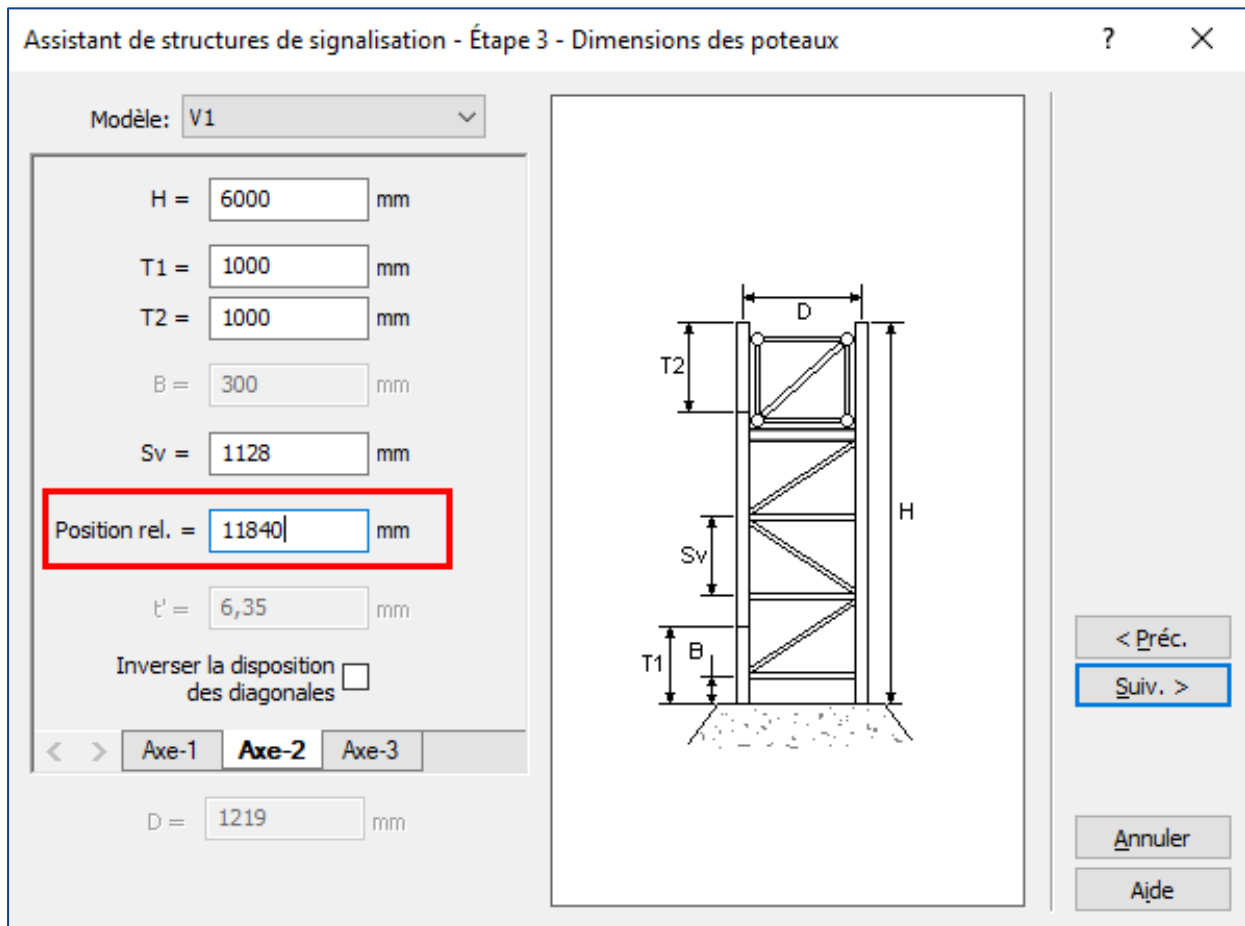 Assistant de structures de signalisation - Étape 3 - Dimensions des poteaux ?
Modèle: V1
H = 6000 mm
T1 = 1000 mm
T2 = 1000 mm
B = 300 mm
Sv = 1128 mm
Position rel. = 11840 mm
t' = 6,35 mm
Inverser la disposition
des diagonales
< > Axe-1 Axe-2 Axe-3
D = 1219 mm
D
T2
H
Sv
B
T1
< Préc.
Suiv. >
Annuler
Aide